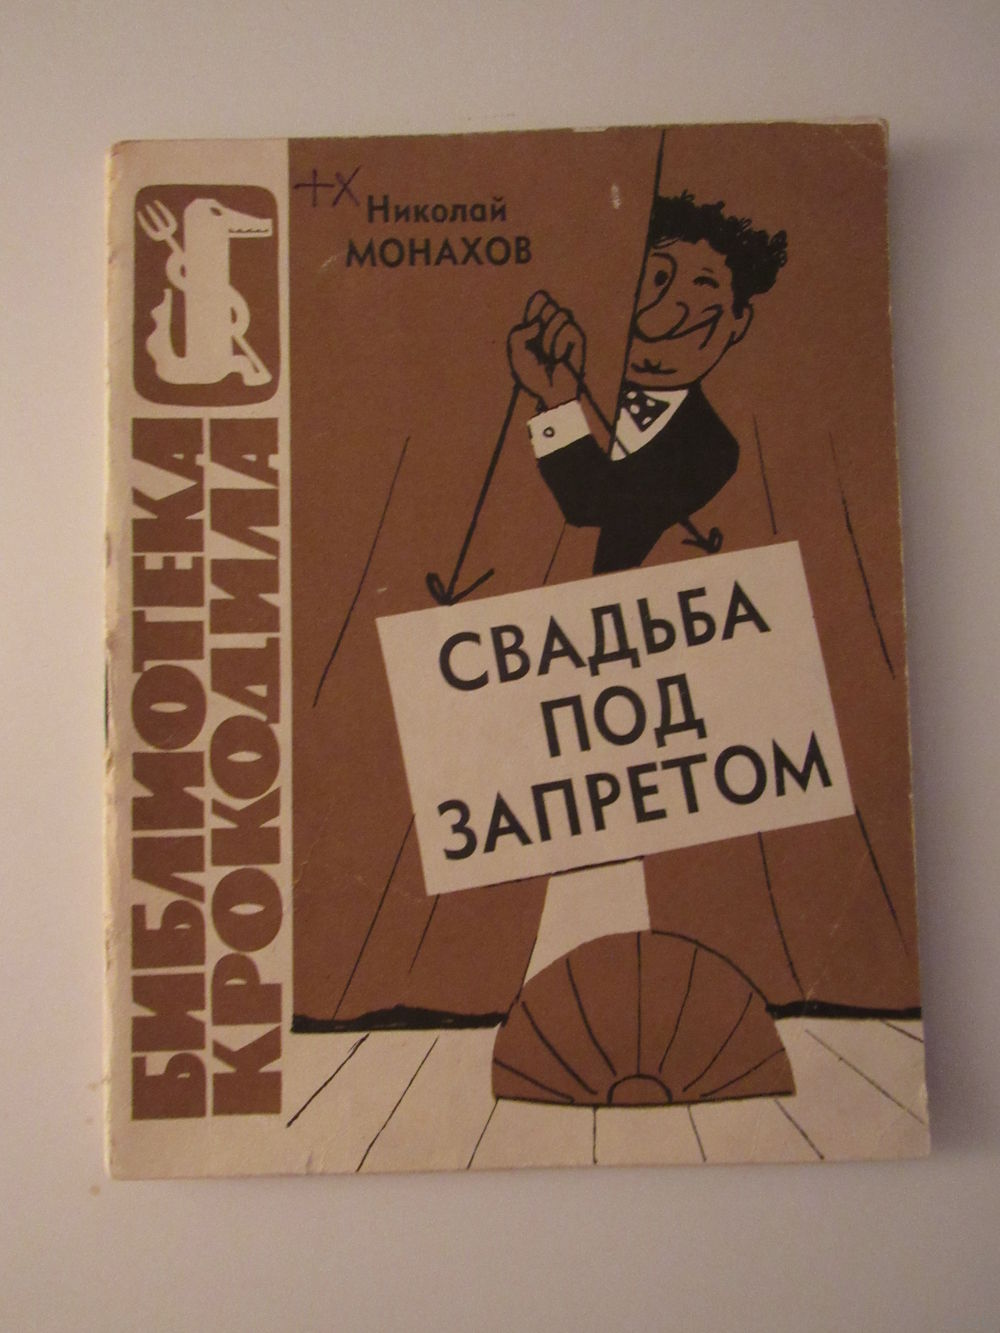 +х
Николай
МОНАХОВ
БИБЛИОТЕКА
КРОКОДИЛА
СВАДЬБА
ПОД
ЗАПРЕТОМ